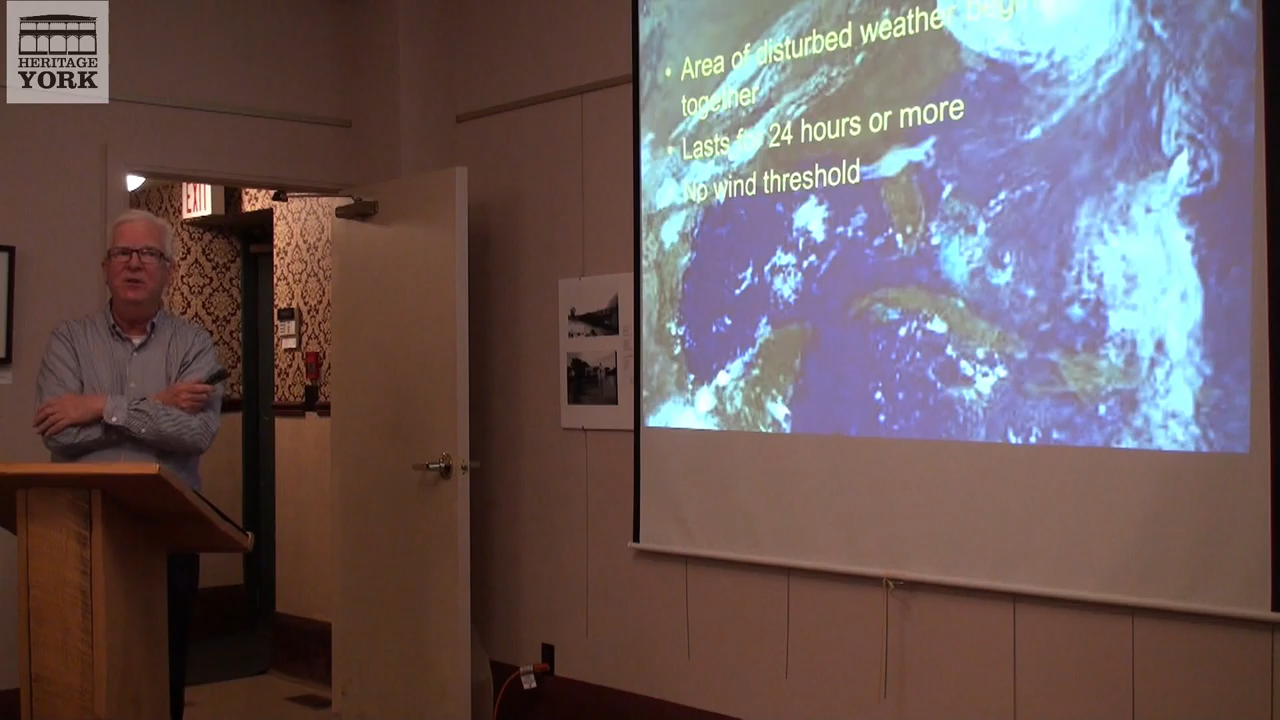 HERITAGE
YORK
Area of disturbed weather
together
Lasts 24 hours or more
No wind threshold
EXIT